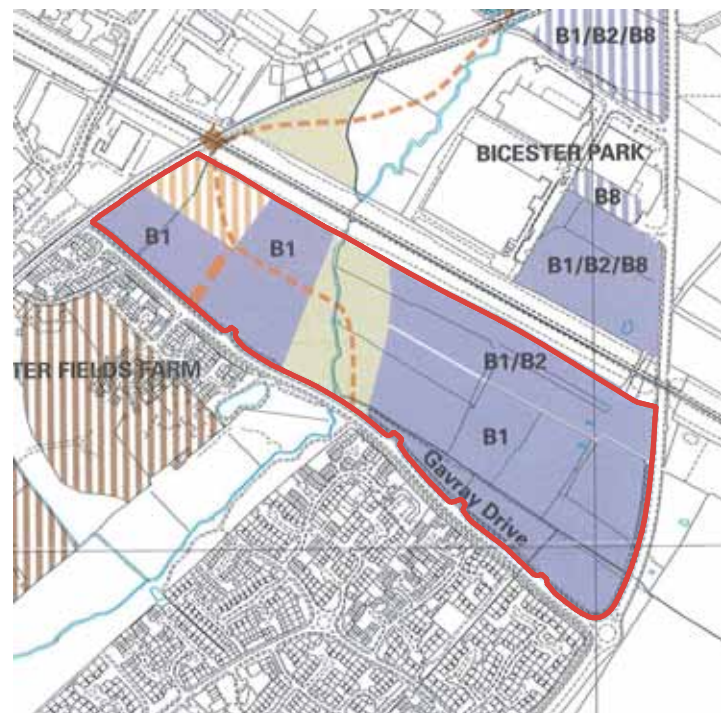 B1/B2/B8
BICESTER PARK
B8
B1
B1
B1/B2/B8
B1/B2
TER FIELDS FARM
B1
Gavray Drive